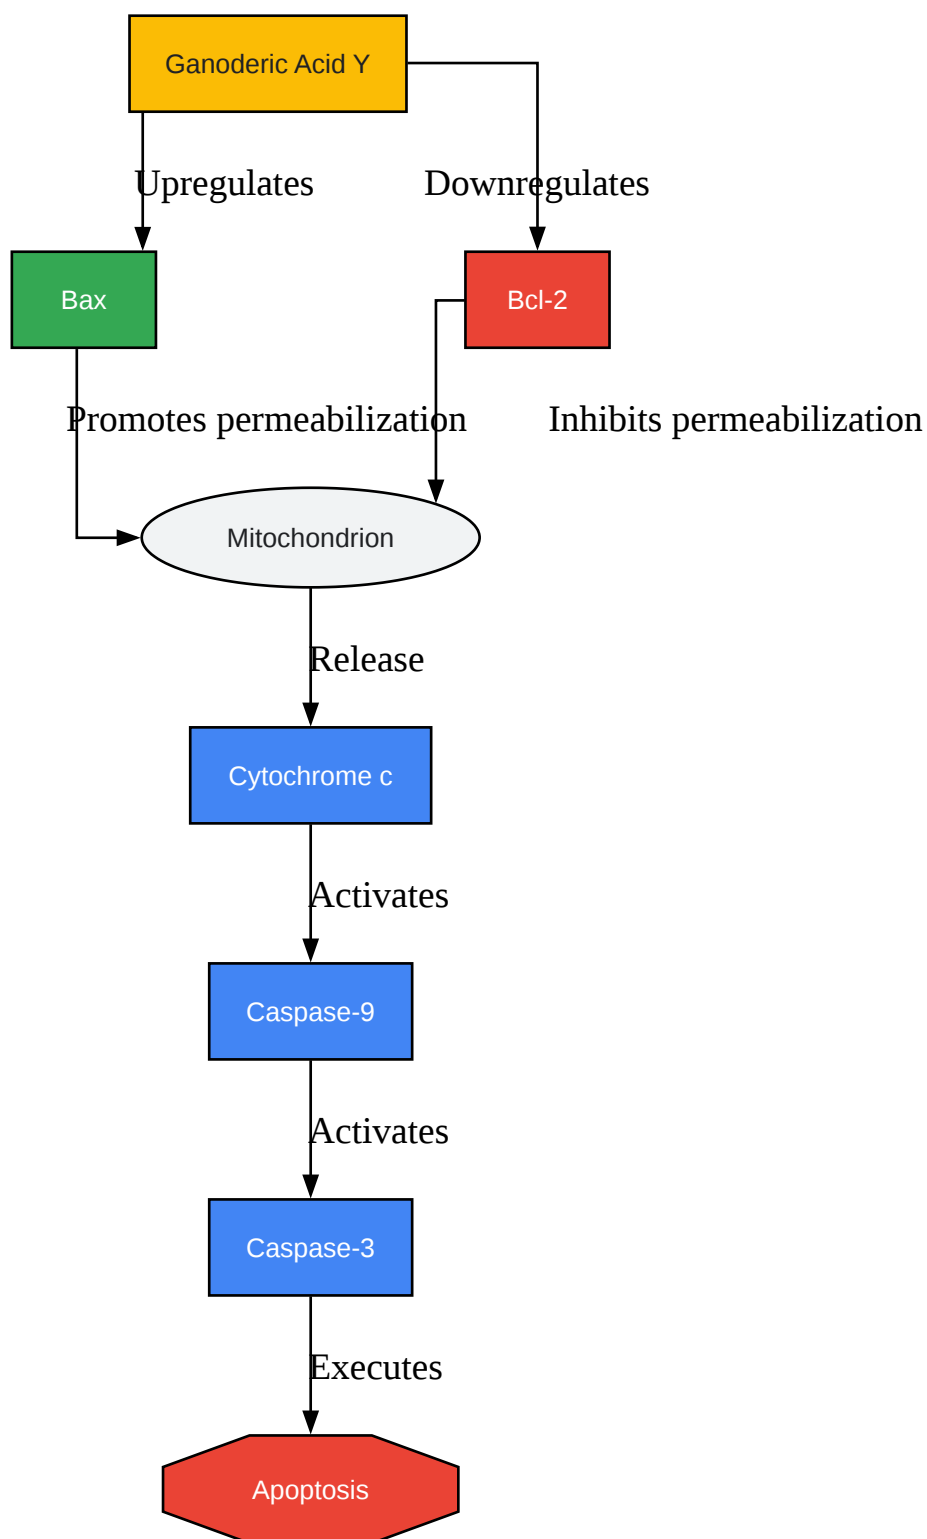 Ganoderic Acid Y
Upregulates
Downregulates
Bax
Bcl-2
Promotes permeabilization
Inhibits permeabilization
Mitochondrion
Release
Cytochrome c
Activates
Caspase-9
Activates
Caspase-3
Executes
Apoptosis